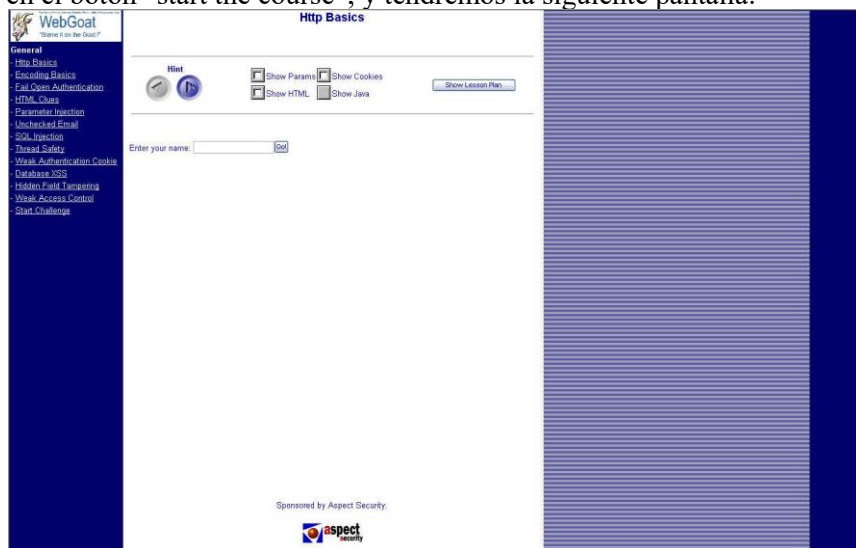 en el botón "start the course", y tendremos la siguiente pantalla:
WebGoat
"Blame it on the Goat!"
Http Basics
General
- Http Basics
- Encoding Basics
- Fail Open Authentication
- HTML Clues
- Parameter Injection
- Unchecked Email
- SQL Injection
- Thread Safety
- Weak Authentication Cookie
- Database XSS
- Hidden Field Tampering
- Weak Access Control
- Start Challenge
Hint
Show Params Show Cookies
Show HTML Show Java
Show Lesson Plan
Enter your name: Go!
Sponsored by Aspect Security.
aspect
security